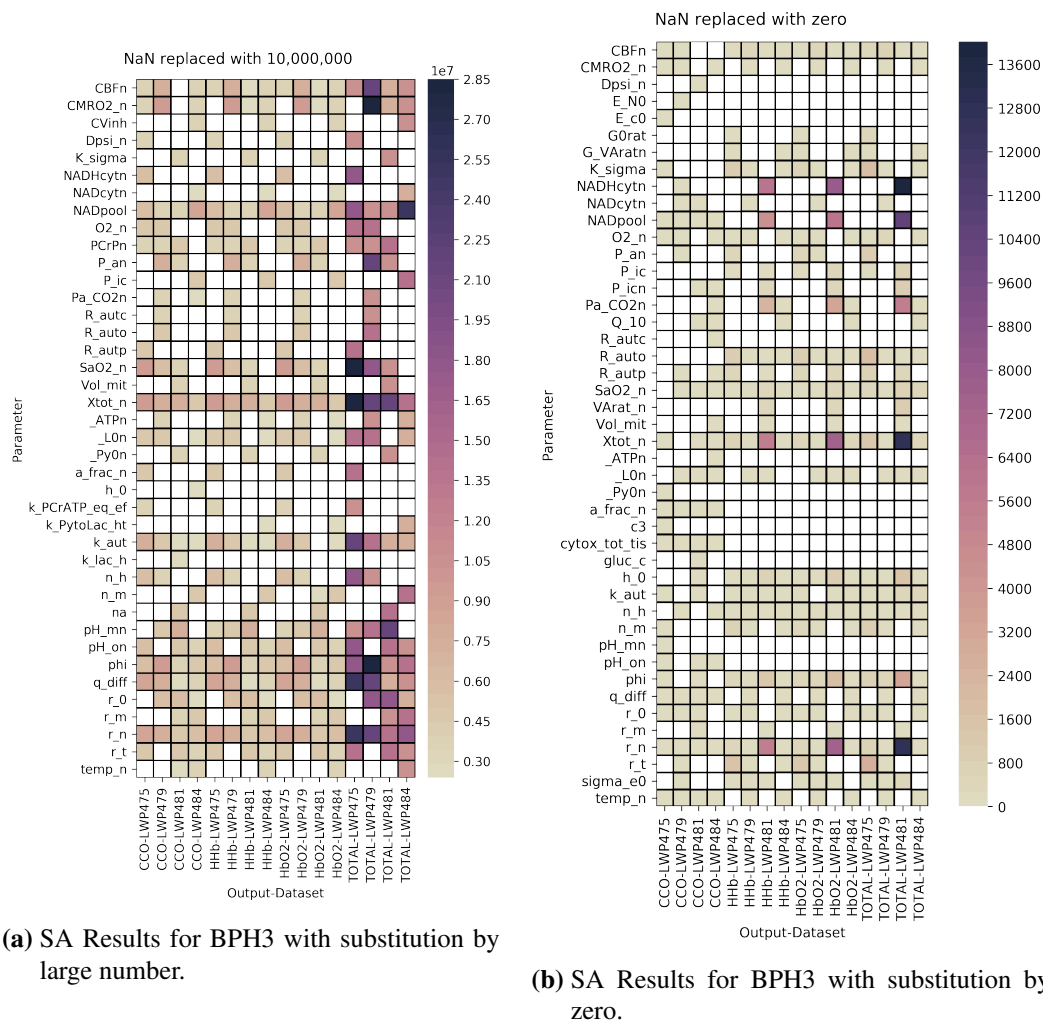 NaN replaced with 10,000,000
1e7
CBFn
CMRO2_n
CVinh
Dpsi_n
K_sigma
NADHcytn
NADcytn
NADpool
O2_n
PCrPn
P_an
P_ic
Pa_CO2n
R_autc
R_auto
R_autp
SaO2_n
Vol_mit
Xtot_n
_ATPn
_L0n
_Py0n
a_frac_n
h_0
k_PCrATP_eq_ef
k_PytoLac_ht
k_aut
k_lac_h
n_h
n_m
na
pH_mn
pH_on
phi
q_diff
r_0
r_m
r_n
r_t
temp_n
Parameter
CCO-LWP475
CCO-LWP479
CCO-LWP481
CCO-LWP484
HHb-LWP475
HHb-LWP479
HHb-LWP481
HHb-LWP484
HbO2-LWP475
HbO2-LWP479
HbO2-LWP481
HbO2-LWP484
TOTAL-LWP475
TOTAL-LWP479
TOTAL-LWP481
TOTAL-LWP484
Output-Dataset
2.85
2.70
2.55
2.40
2.25
2.10
1.95
1.80
1.65
1.50
1.35
1.20
1.05
0.90
0.75
0.60
0.45
0.30
(a) SA Results for BPH3 with substitution by
large number.
NaN replaced with zero
CBFn
CMRO2_n
Dpsi_n
E_N0
E_c0
G0rat
G_VAratn
K_sigma
NADHcytn
NADcytn
NADpool
O2_n
P_an
P_ic
P_icn
Pa_CO2n
Q_10
R_autc
R_auto
R_autp
SaO2_n
VArat_n
Vol_mit
Xtot_n
_ATPn
_L0n
_Py0n
a_frac_n
c3
cytox_tot_tis
gluc_c
h_0
k_aut
n_h
n_m
pH_mn
pH_on
phi
q_diff
r_0
r_m
r_n
r_t
sigma_e0
temp_n
Parameter
CCO-LWP475
CCO-LWP479
CCO-LWP481
CCO-LWP484
HHb-LWP475
HHb-LWP479
HHb-LWP481
HHb-LWP484
HbO2-LWP475
HbO2-LWP479
HbO2-LWP481
HbO2-LWP484
TOTAL-LWP475
TOTAL-LWP479
TOTAL-LWP481
TOTAL-LWP484
Output-Dataset
13600
12800
12000
11200
10400
9600
8800
8000
7200
6400
5600
4800
4000
3200
2400
1600
800
0
(b) SA Results for BPH3 with substitution by
zero.